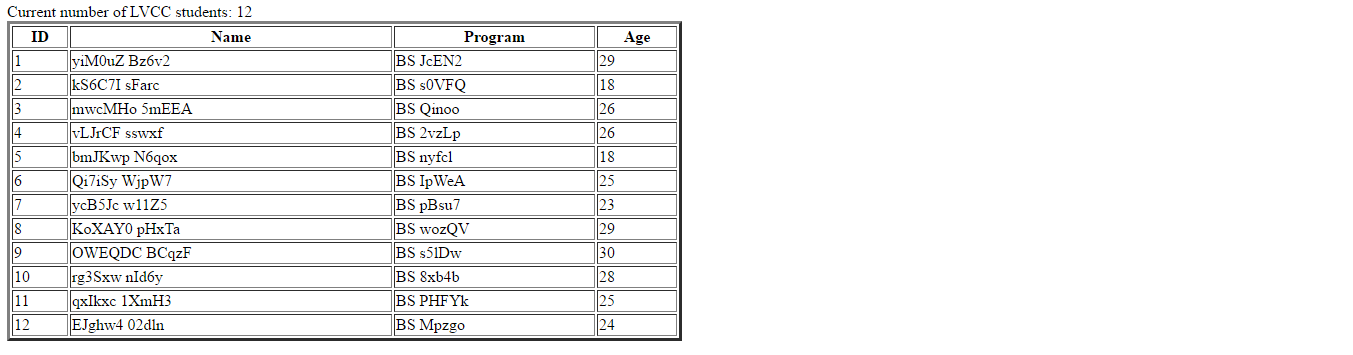 Current number of LVCC students: 12
ID Name Program Age
1 yiM0uZ Bz6v2 BS JcEN2 29
2 kS6C7I sFarc BS s0VFQ 18
3 mwcMHo 5mEEA BS Qinoo 26
4 vLJrCF sswxf BS 2vzLp 26
5 bmJKwp N6qox BS nyfcl 18
6 Qi7iSy WjpW7 BS IpWeA 25
7 ycB5Jc w11Z5 BS pBsu7 23
8 KoXAY0 pHxTa BS wozQV 29
9 OWEQDC BCqzF BS s5lDw 30
10 rg3Sxw nId6y BS 8xb4b 28
11 qxIkxc 1XmH3 BS PHFYk 25
12 EJghw4 02dln BS Mpzgo 24